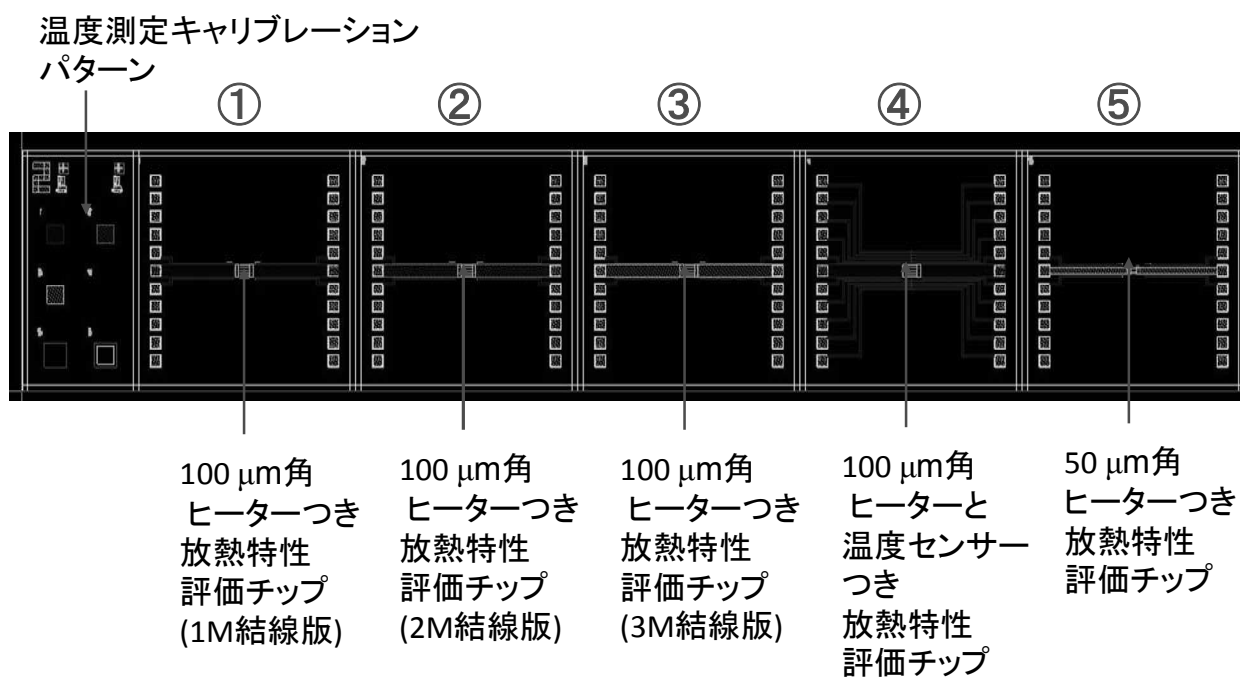 温度測定キャリブレーション
パターン
①
②
③
④
⑤
100 μm角
ヒーターつき
放熱特性
評価チップ
(1M結線版)
100 μm角
ヒーターつき
放熱特性
評価チップ
(2M結線版)
100 μm角
ヒーターつき
放熱特性
評価チップ
(3M結線版)
100 μm角
ヒーターと
温度センサー
つき
放熱特性
評価チップ
50 μm角
ヒーターつき
放熱特性
評価チップ